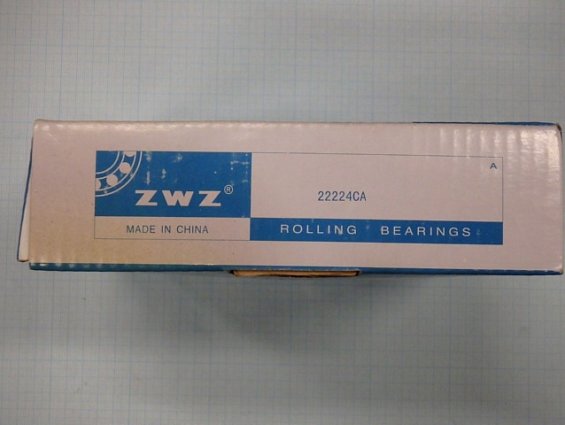 A
ZWZ®
22224CA
MADE IN CHINA
ROLLING BEARINGS